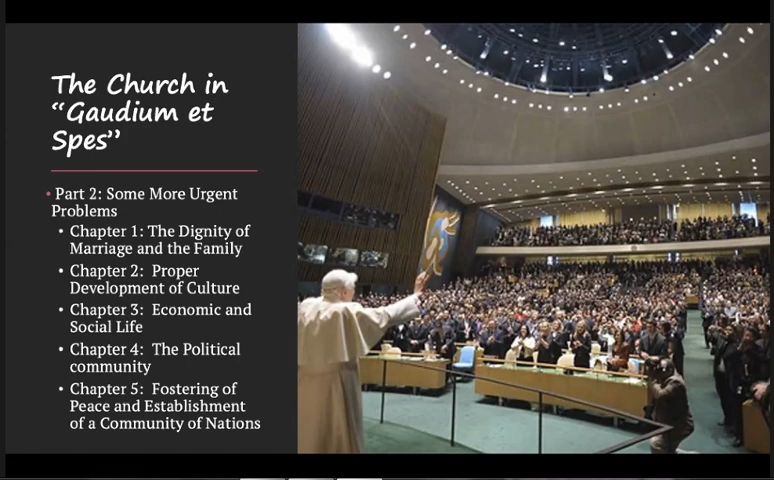 The Church in
“Gaudium et
Spes”
• Part 2: Some More Urgent
Problems
• Chapter 1: The Dignity of
Marriage and the Family
• Chapter 2: Proper
Development of Culture
• Chapter 3: Economic and
Social Life
• Chapter 4: The Political
community
• Chapter 5: Fostering of
Peace and Establishment
of a Community of Nations